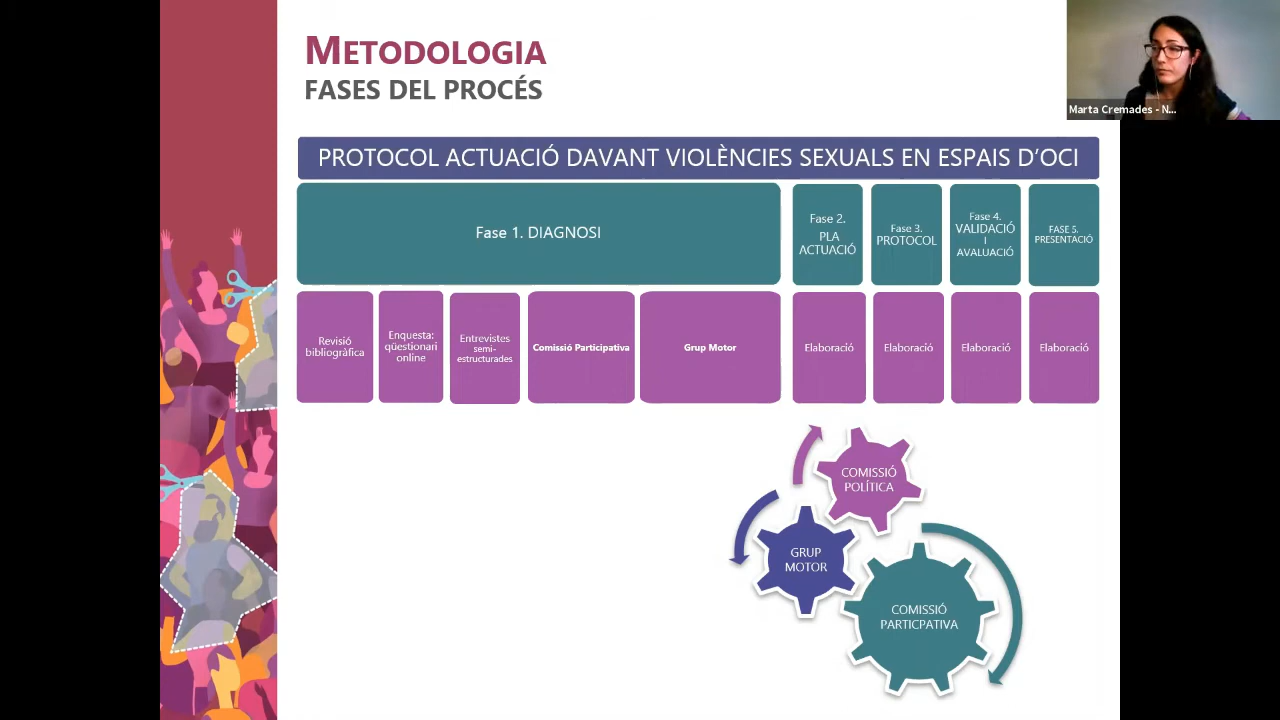 METODOLOGIA
FASES DEL PROCÉS
Marta Cremades - N...
PROTOCOL ACTUACIÓ DAVANT VIOLÈNCIES SEXUALS EN ESPAIS D'OCI
Fase 1. DIAGNOSI
Fase 2.
PLA
ACTUACIÓ
Fase 3.
PROTOCOL
Fase 4.
VALIDACIÓ
I
AVALUACIÓ
FASE 5.
PRESENTACIÓ
Revisió
bibliogràfica
Enquesta:
qüestionari
online
Entrevistes
semi-
estructurades
Comissió Participativa
Grup Motor
Elaboració
Elaboració
Elaboració
Elaboració
COMISSIÓ
POLÍTICA
GRUP
MOTOR
COMISSIÓ
PARTICPATIVA